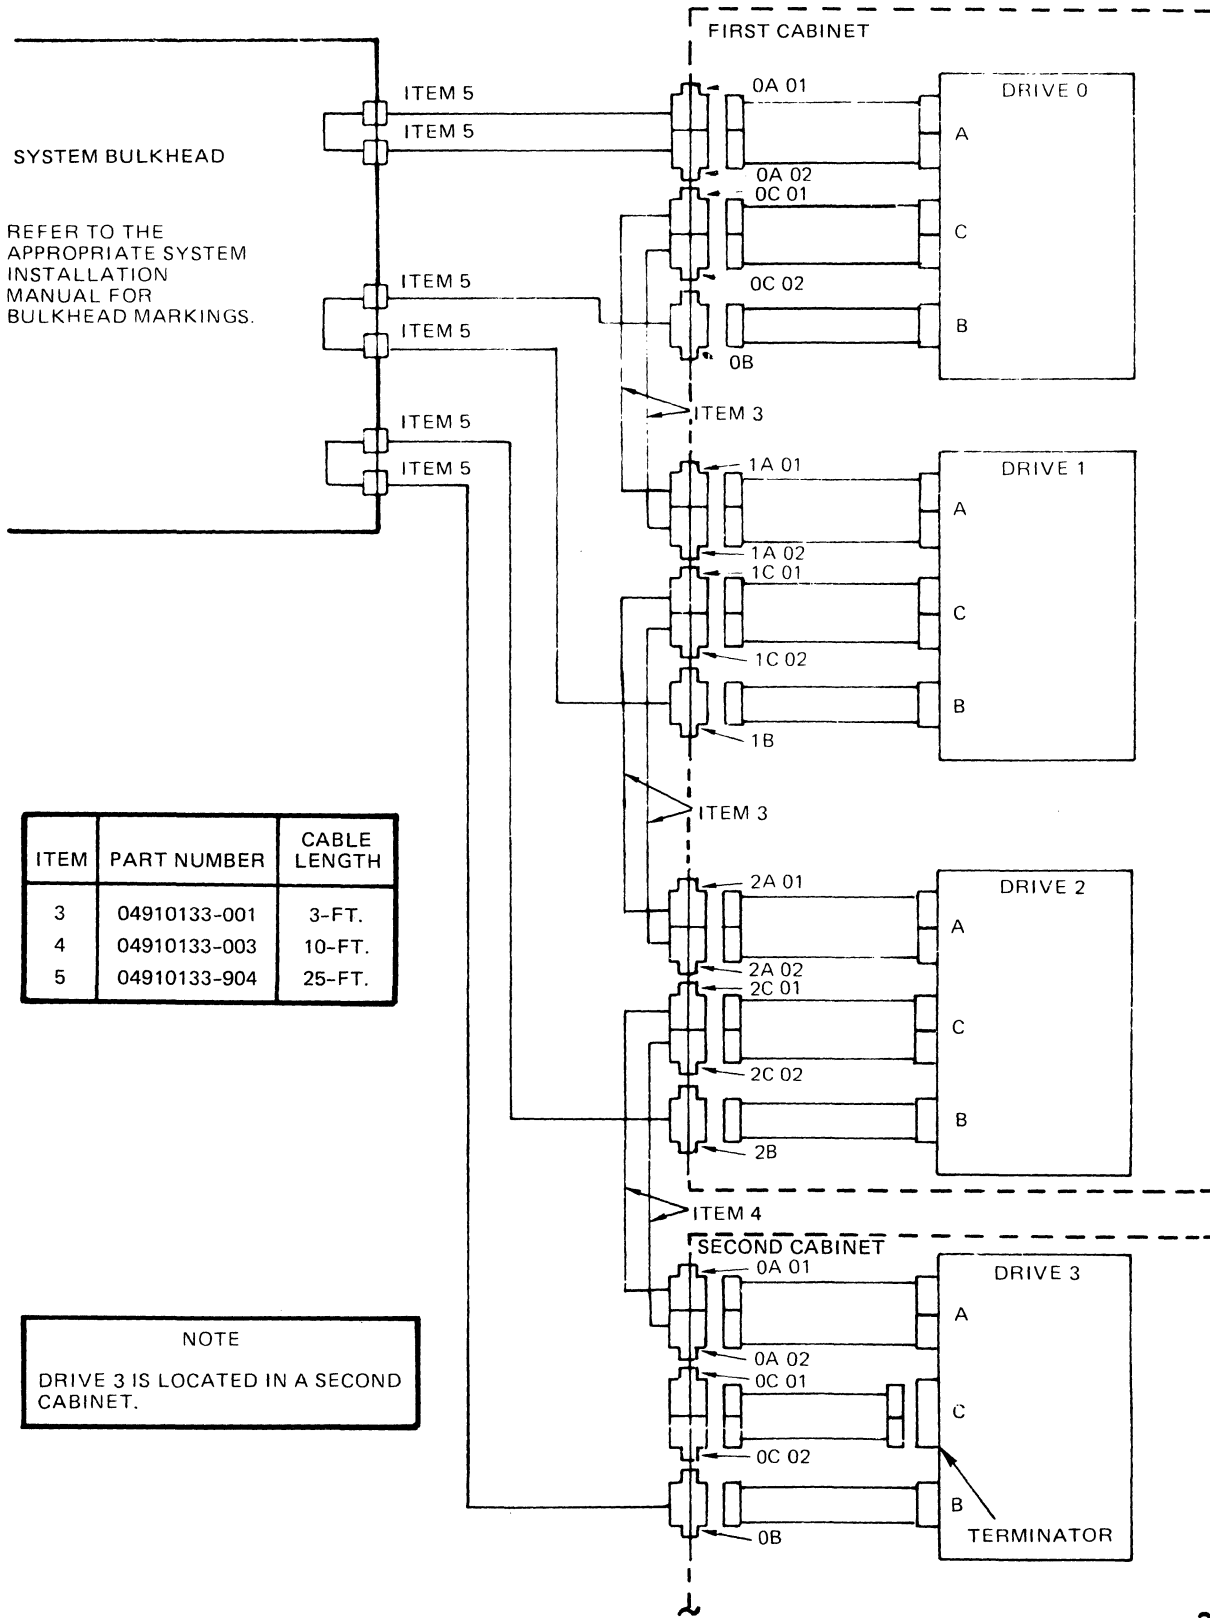 FIRST CABINET
ITEM 5
ITEM 5
0A 01
DRIVE 0
A
SYSTEM BULKHEAD
0A 02
0C 01
REFER TO THE
APPROPRIATE SYSTEM
INSTALLATION
MANUAL FOR
BULKHEAD MARKINGS.
C
0C 02
ITEM 5
ITEM 5
B
0B
ITEM 3
ITEM 5
ITEM 5
1A 01
DRIVE 1
A
1A 02
1C 01
C
1C 02
B
1B
ITEM 3
ITEM PART NUMBER CABLE LENGTH
3 04910133-001 3-FT.
4 04910133-003 10-FT.
5 04910133-904 25-FT.
2A 01
DRIVE 2
A
2A 02
2C 01
C
2C 02
B
2B
ITEM 4
SECOND CABINET
0A 01
DRIVE 3
A
0A 02
0C 01
C
0C 02
B
0B
TERMINATOR
NOTE
DRIVE 3 IS LOCATED IN A SECOND
CABINET.